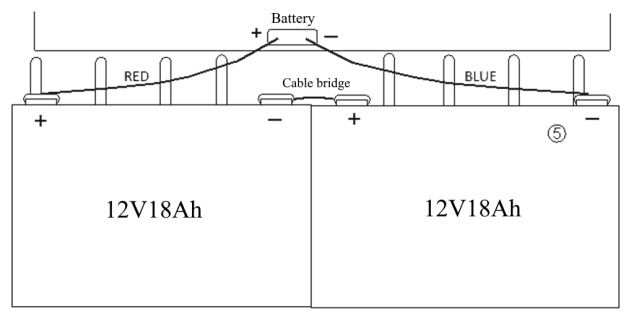 Battery
+ −
RED
Cable bridge
BLUE
+ − + −
⑤
12V18Ah
12V18Ah